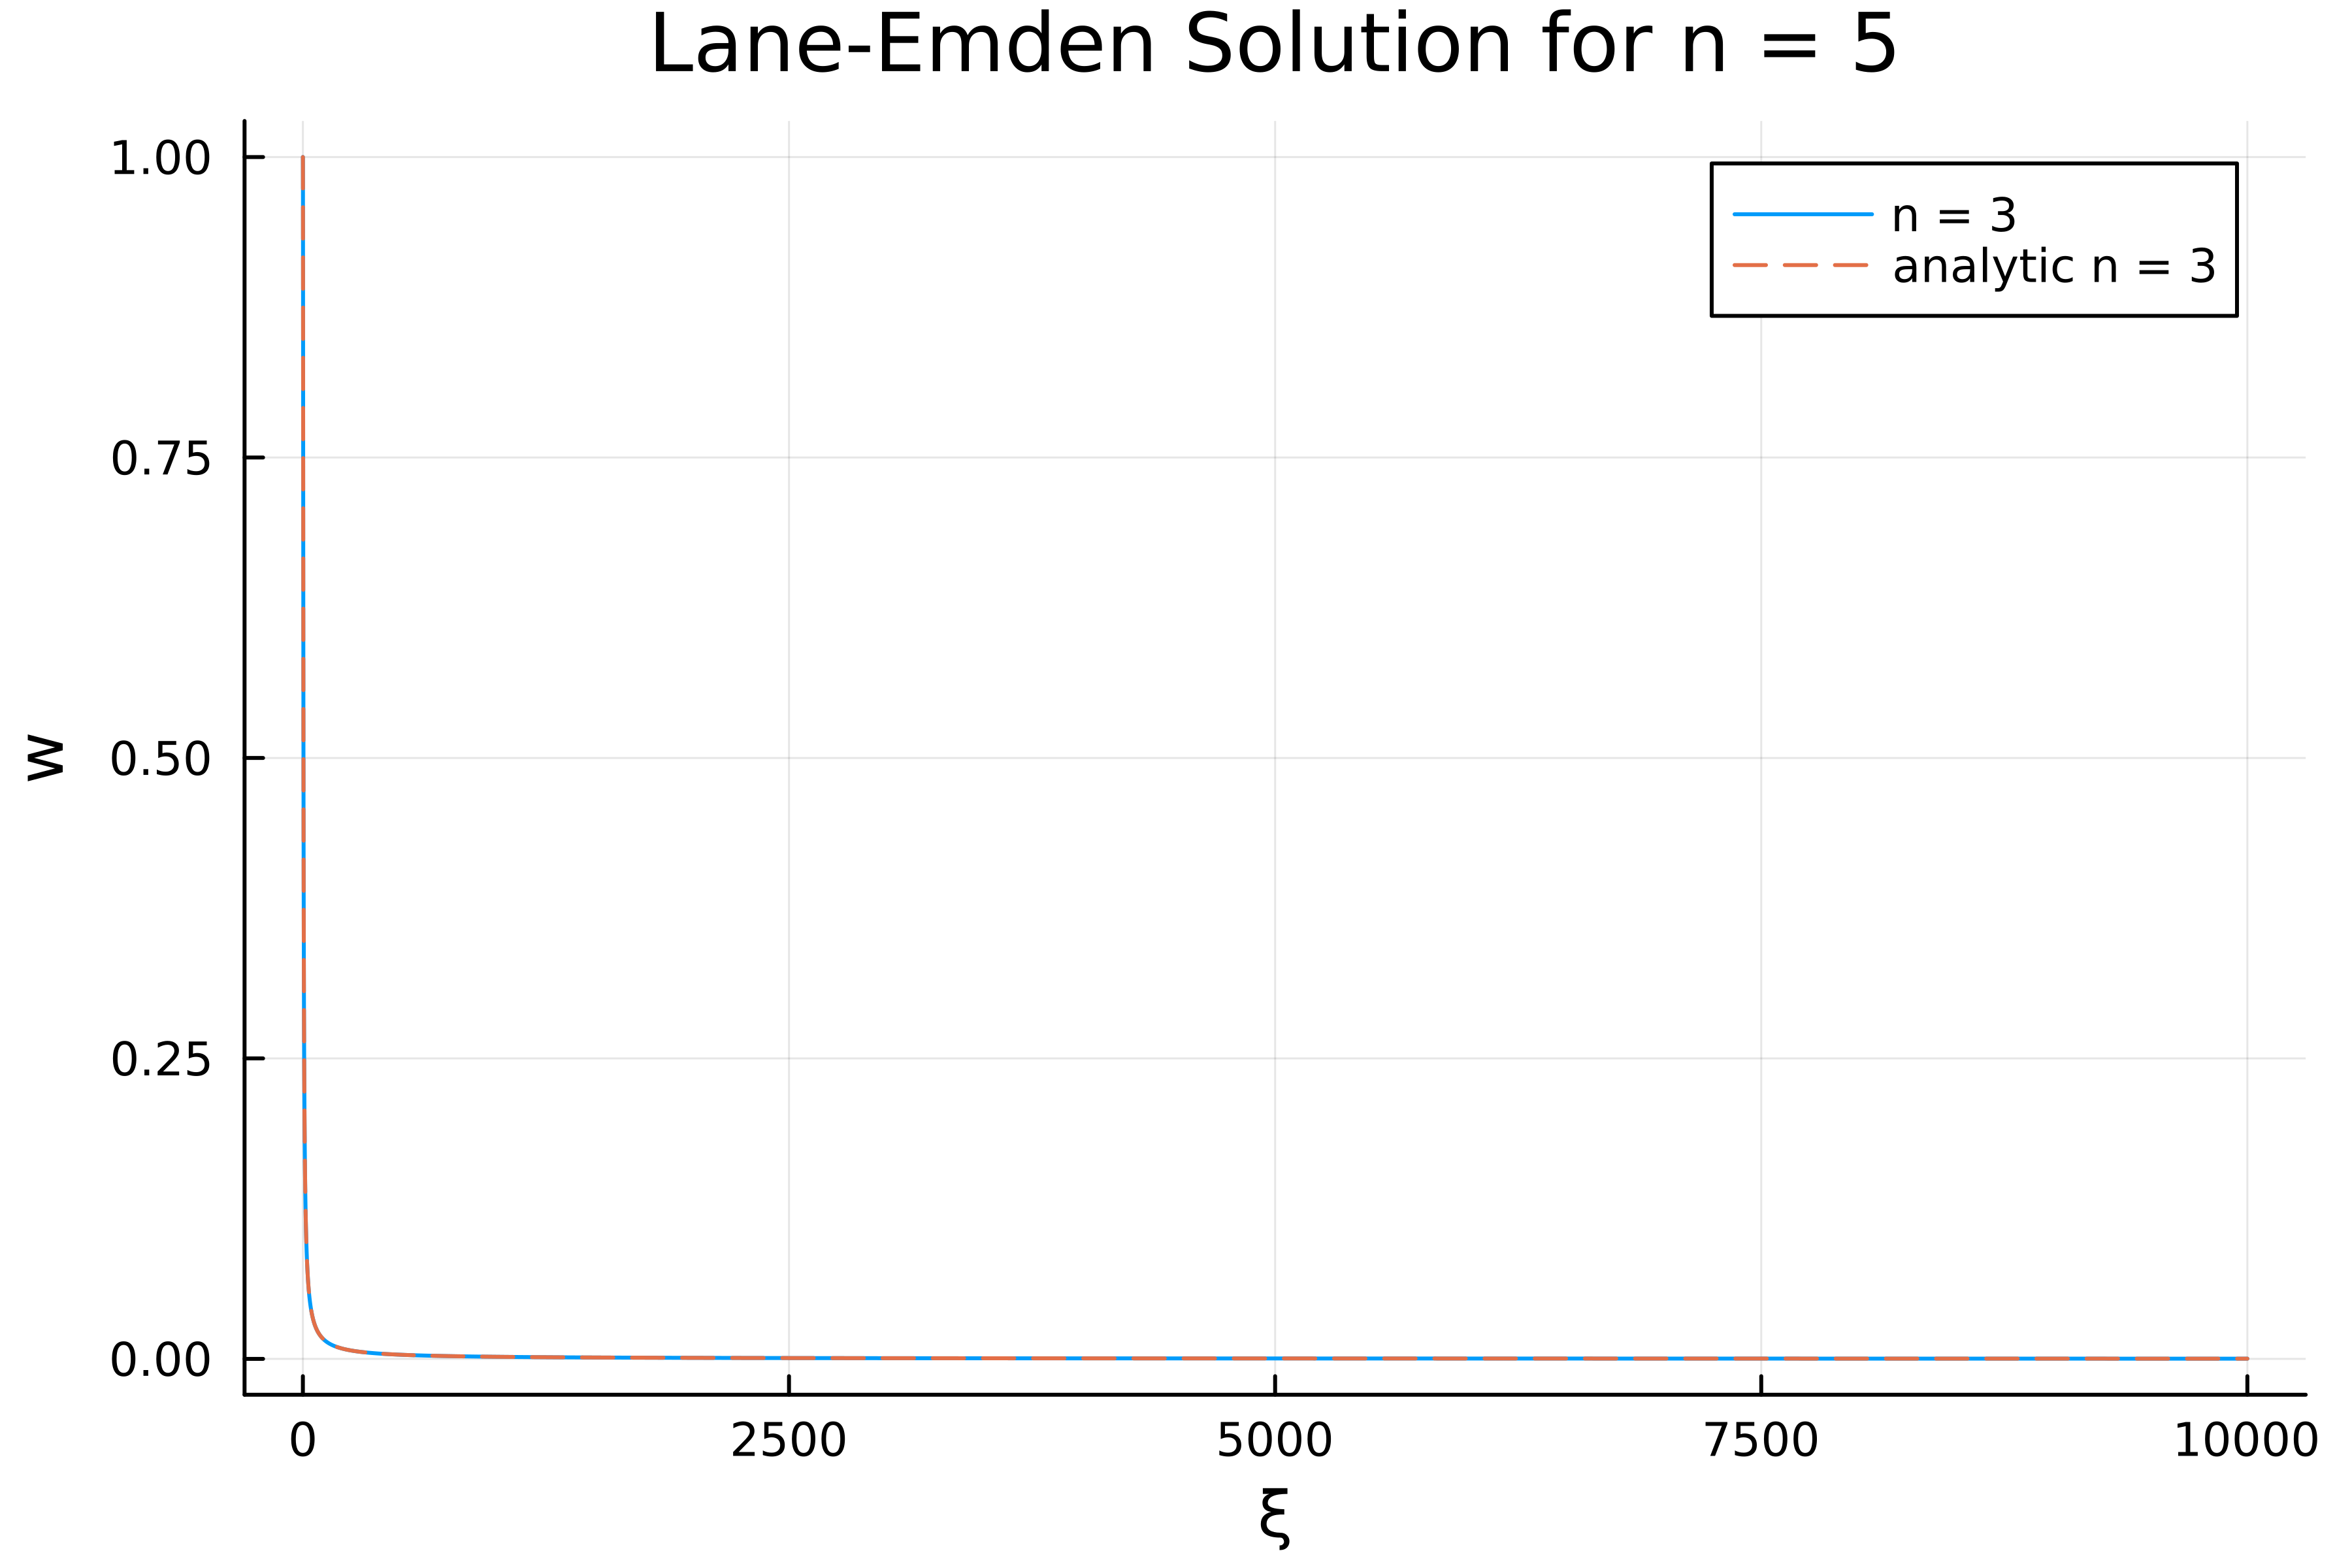 Lane-Emden Solution for n = 5
n = 3
analytic n = 3
1.00
0.75
0.50
0.25
0.00
w
0 2500 5000 7500 10000
ξ